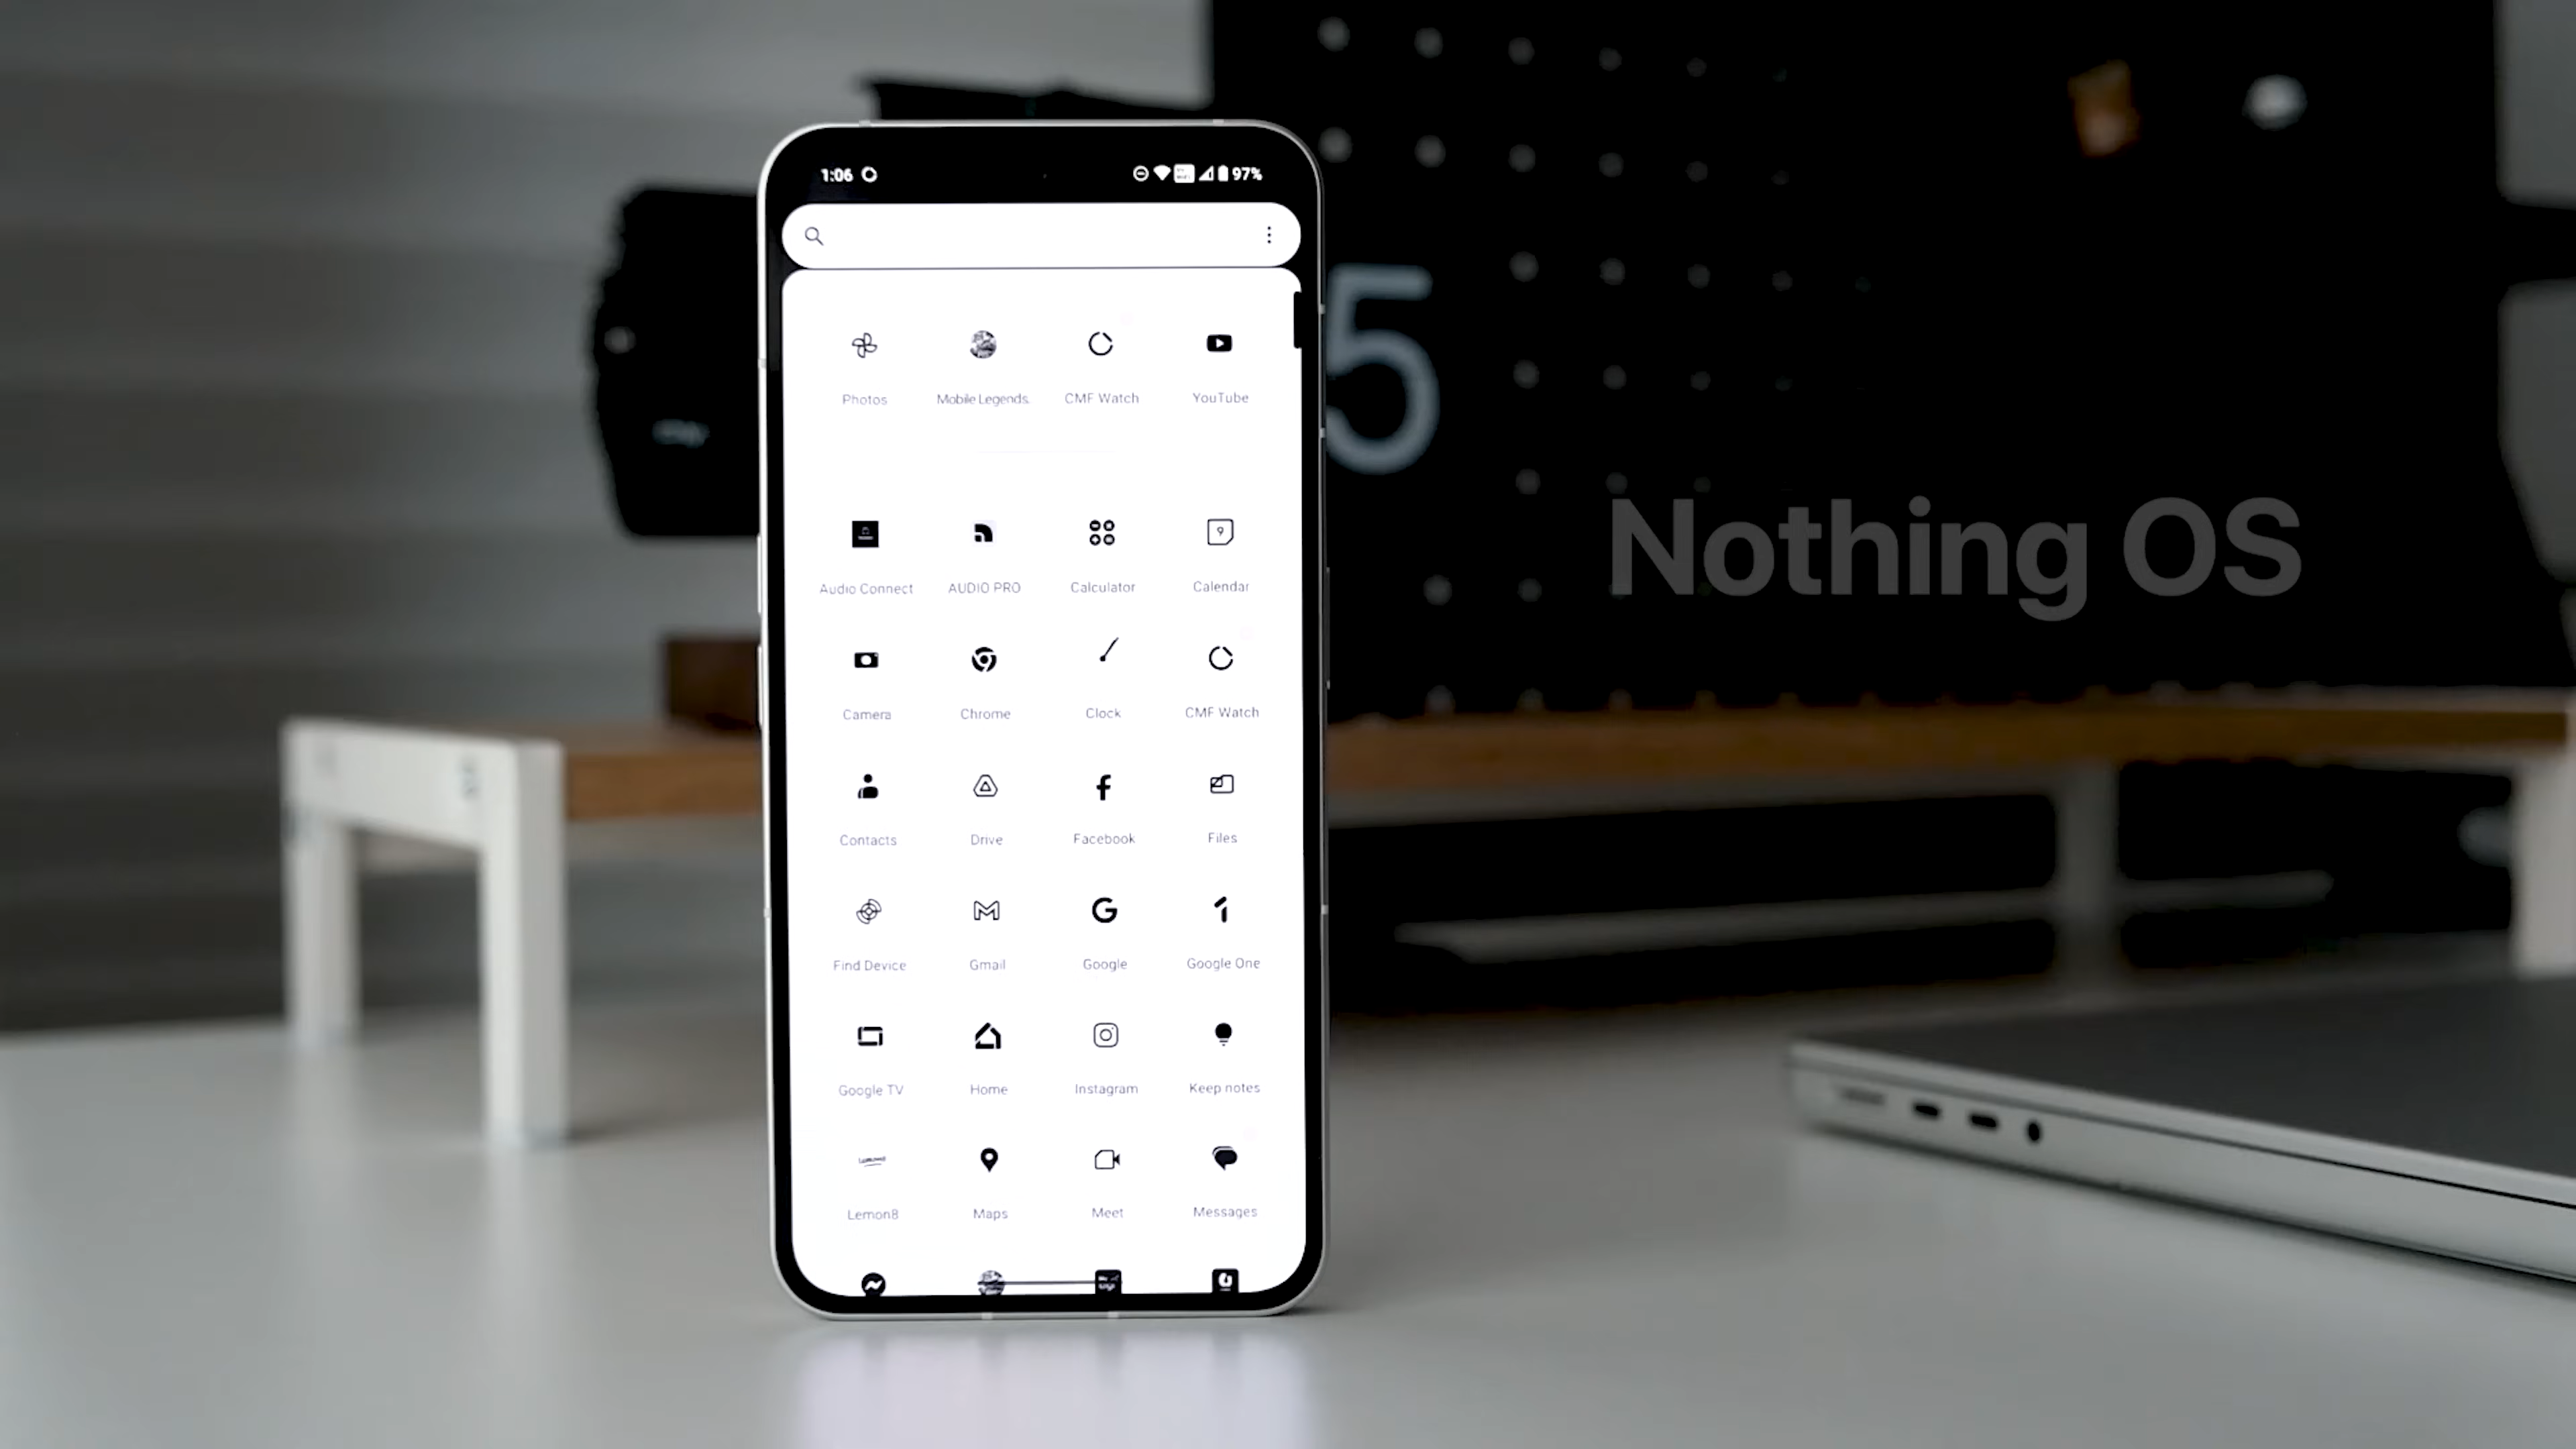 1:06 97%
Photos Mobile Legends: CMF Watch YouTube
Audio Connect AUDIO PRO Calculator Calendar
9
Camera Chrome Clock CMF Watch
Contacts Drive Facebook Files
Find Device Gmail Google Google One
Google TV Home Instagram Keep notes
Lemon8 Maps Meet Messages
5
Nothing OS